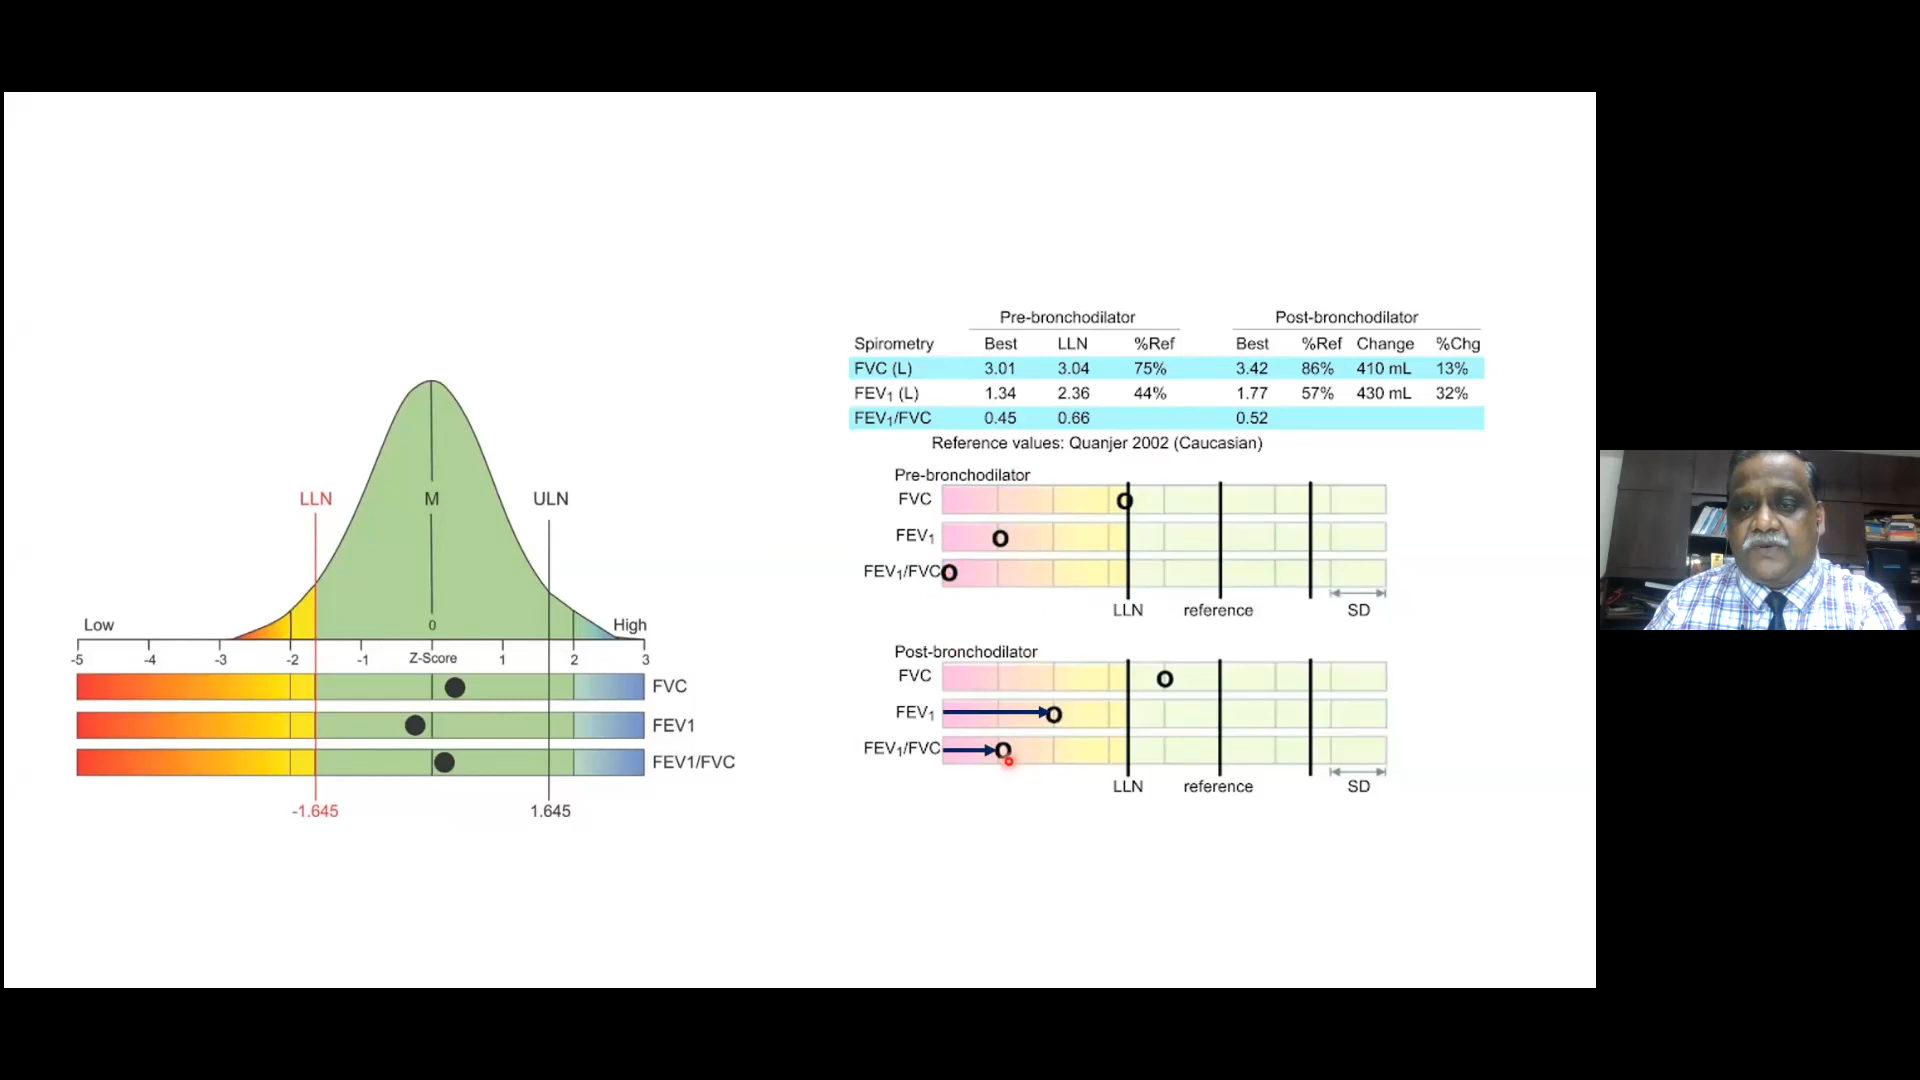 LLN
M
ULN
Low
0
High
-5 -4 -3 -2 -1 Z-Score 1 2 3
FVC
FEV1
FEV1/FVC
-1.645
1.645
Pre-bronchodilator Post-bronchodilator
Spirometry Best LLN %Ref Best %Ref Change %Chg
FVC (L) 3.01 3.04 75% 3.42 86% 410 mL 13%
FEV₁ (L) 1.34 2.36 44% 1.77 57% 430 mL 32%
FEV₁/FVC 0.45 0.66 0.52
Reference values: Quanjer 2002 (Caucasian)
Pre-bronchodilator
FVC
FEV₁
FEV₁/FVC
LLN reference SD
Post-bronchodilator
FVC
FEV₁
FEV₁/FVC
LLN reference SD